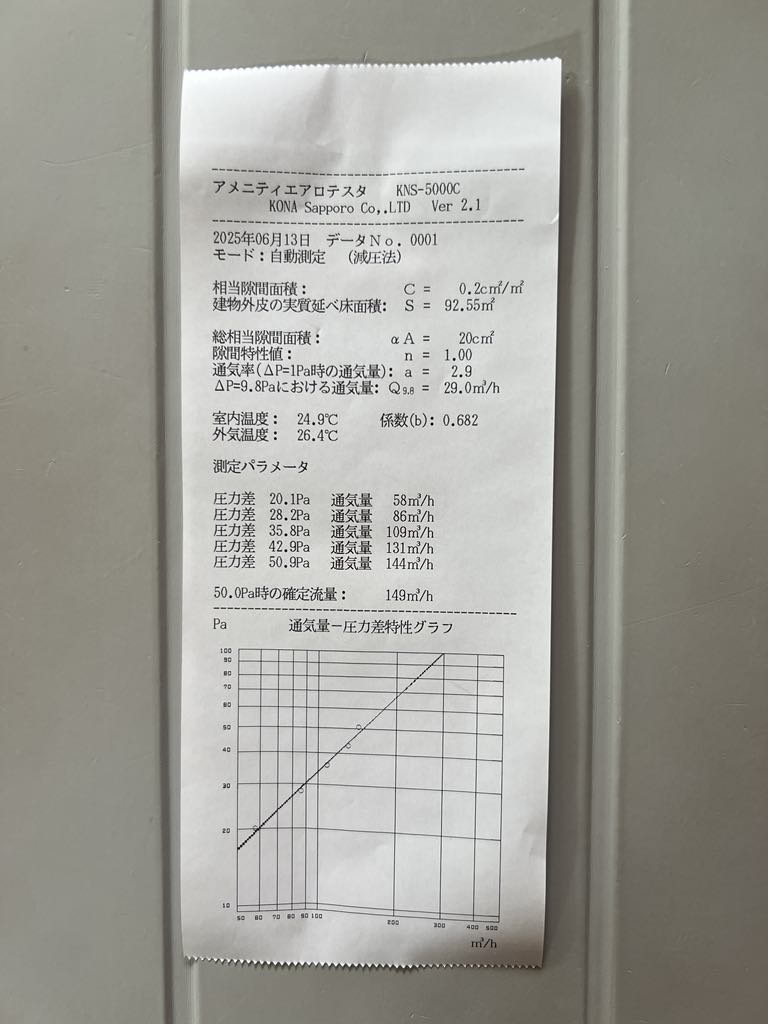 アメニティエアロテスタ KNS-5000C
KONA Sapporo Co,.LTD Ver 2.1
2025年06月13日 データNo. 0001
モード：自動測定 (減圧法)
相当隙間面積： C = 0.2cm²/m²
建物外皮の実質延べ床面積： S = 92.55m²
総相当隙間面積： αA = 20cm²
隙間特性値： n = 1.00
通気率(ΔP=1Pa時の通気量)： a = 2.9
ΔP=9.8Paにおける通気量： Q9.8 = 29.0m³/h
室内温度： 24.9℃ 係数(b)： 0.682
外気温度： 26.4℃
測定パラメータ
圧力差 20.1Pa 通気量 58m³/h
圧力差 28.2Pa 通気量 86m³/h
圧力差 35.8Pa 通気量 109m³/h
圧力差 42.9Pa 通気量 131m³/h
圧力差 50.9Pa 通気量 144m³/h
50.0Pa時の確定流量： 149m³/h
Pa 通気量－圧力差特性グラフ
100
90
80
70
60
50
40
30
20
10
50 60 70 80 90 100 200 300 400 500
m³/h